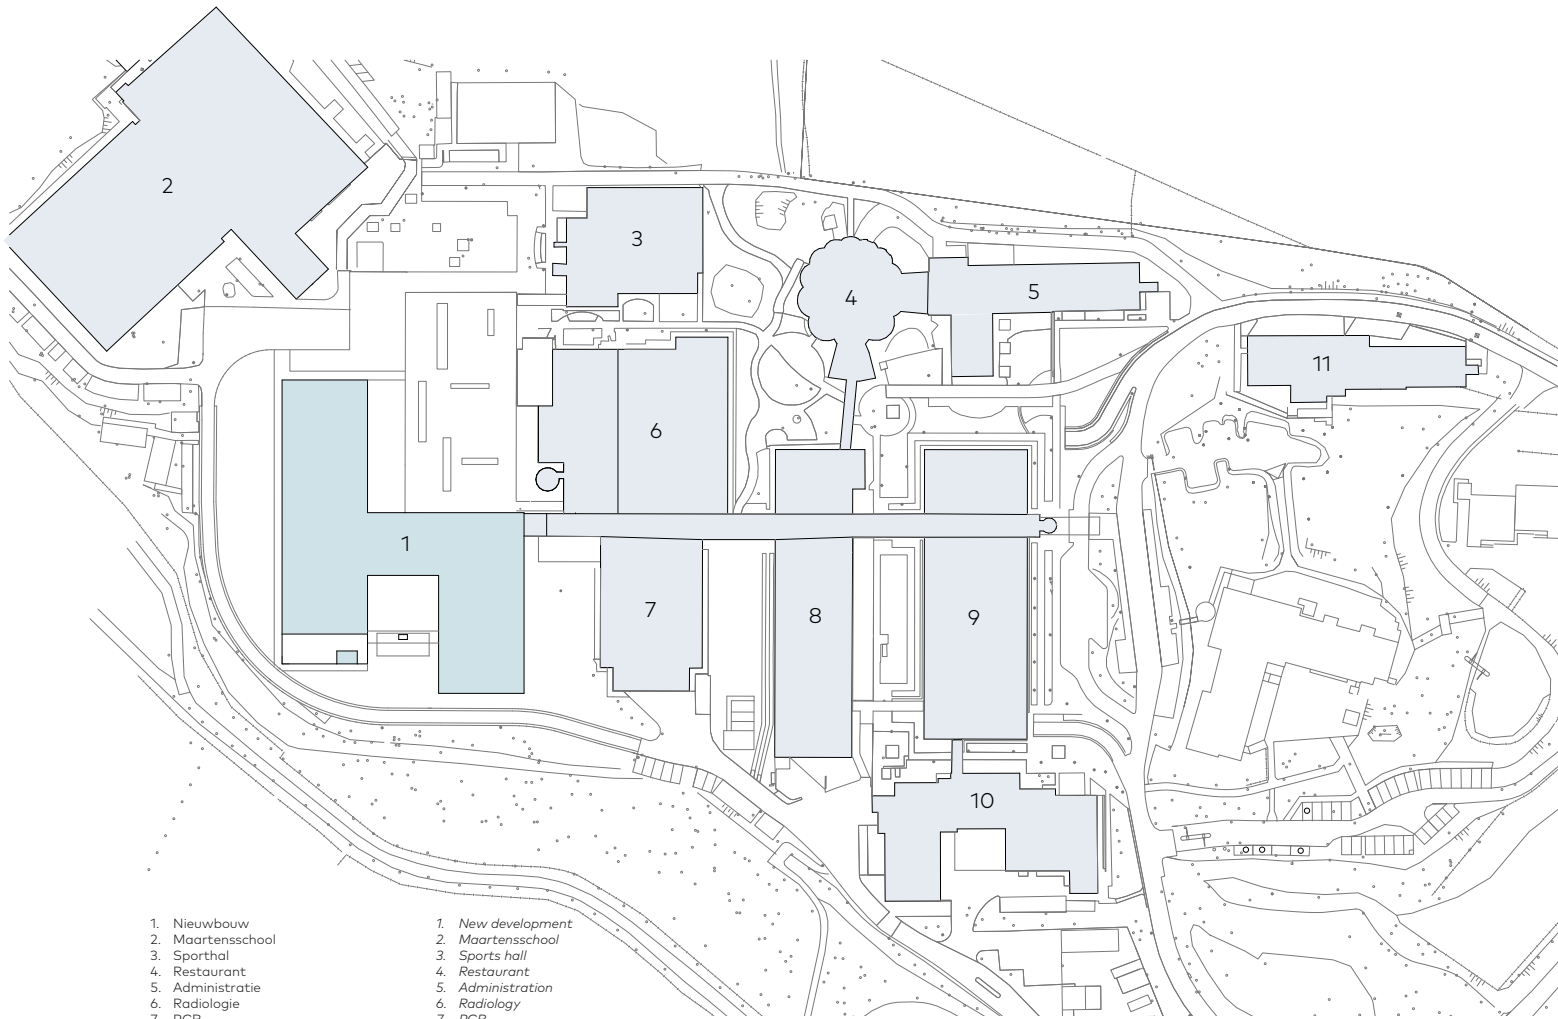 2
3
4
5
11
6
1
7
8
9
10
1. Nieuwbouw
2. Maartensschool
3. Sporthal
4. Restaurant
5. Administratie
6. Radiologie
1. New development
2. Maartensschool
3. Sports hall
4. Restaurant
5. Administration
6. Radiology